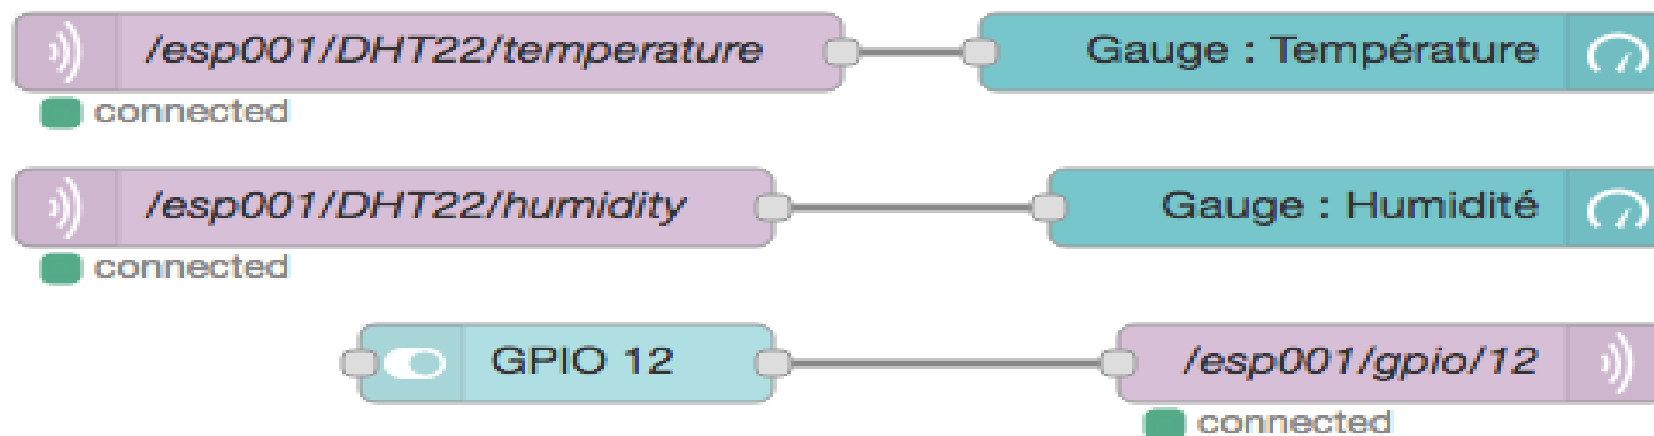 /esp001/DHT22/temperature
Gauge : Température
connected
/esp001/DHT22/humidity
Gauge : Humidité
connected
GPIO 12
/esp001/gpio/12
connected